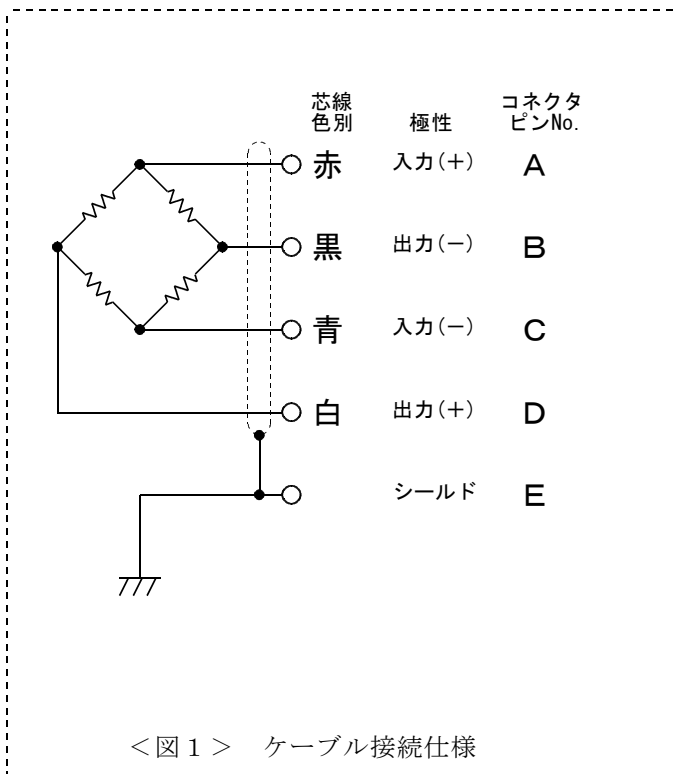 芯線 コネクタ
色別 極性 ピンNo.
赤 入力(+) A
黒 出力(−) B
青 入力(−) C
白 出力(+) D
シールド E
<図1> ケーブル接続仕様